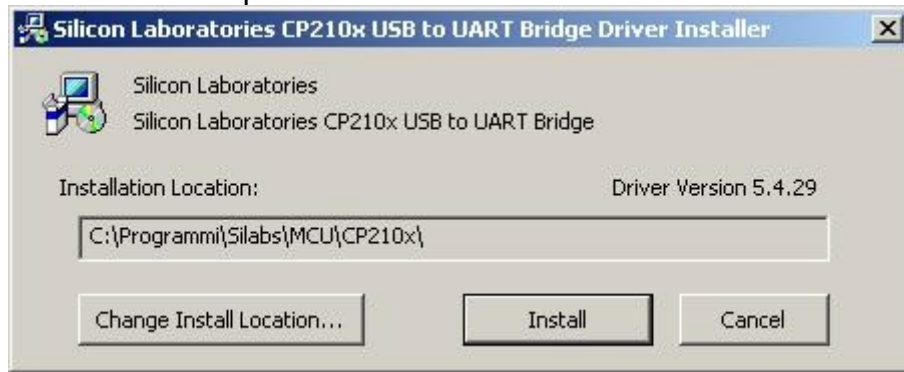 Silicon Laboratories CP210x USB to UART Bridge Driver Installer
Silicon Laboratories
Silicon Laboratories CP210x USB to UART Bridge
Installation Location:
Driver Version 5.4.29
C:\Programmi\Silabs\MCU\CP210x\
Change Install Location...
Install
Cancel